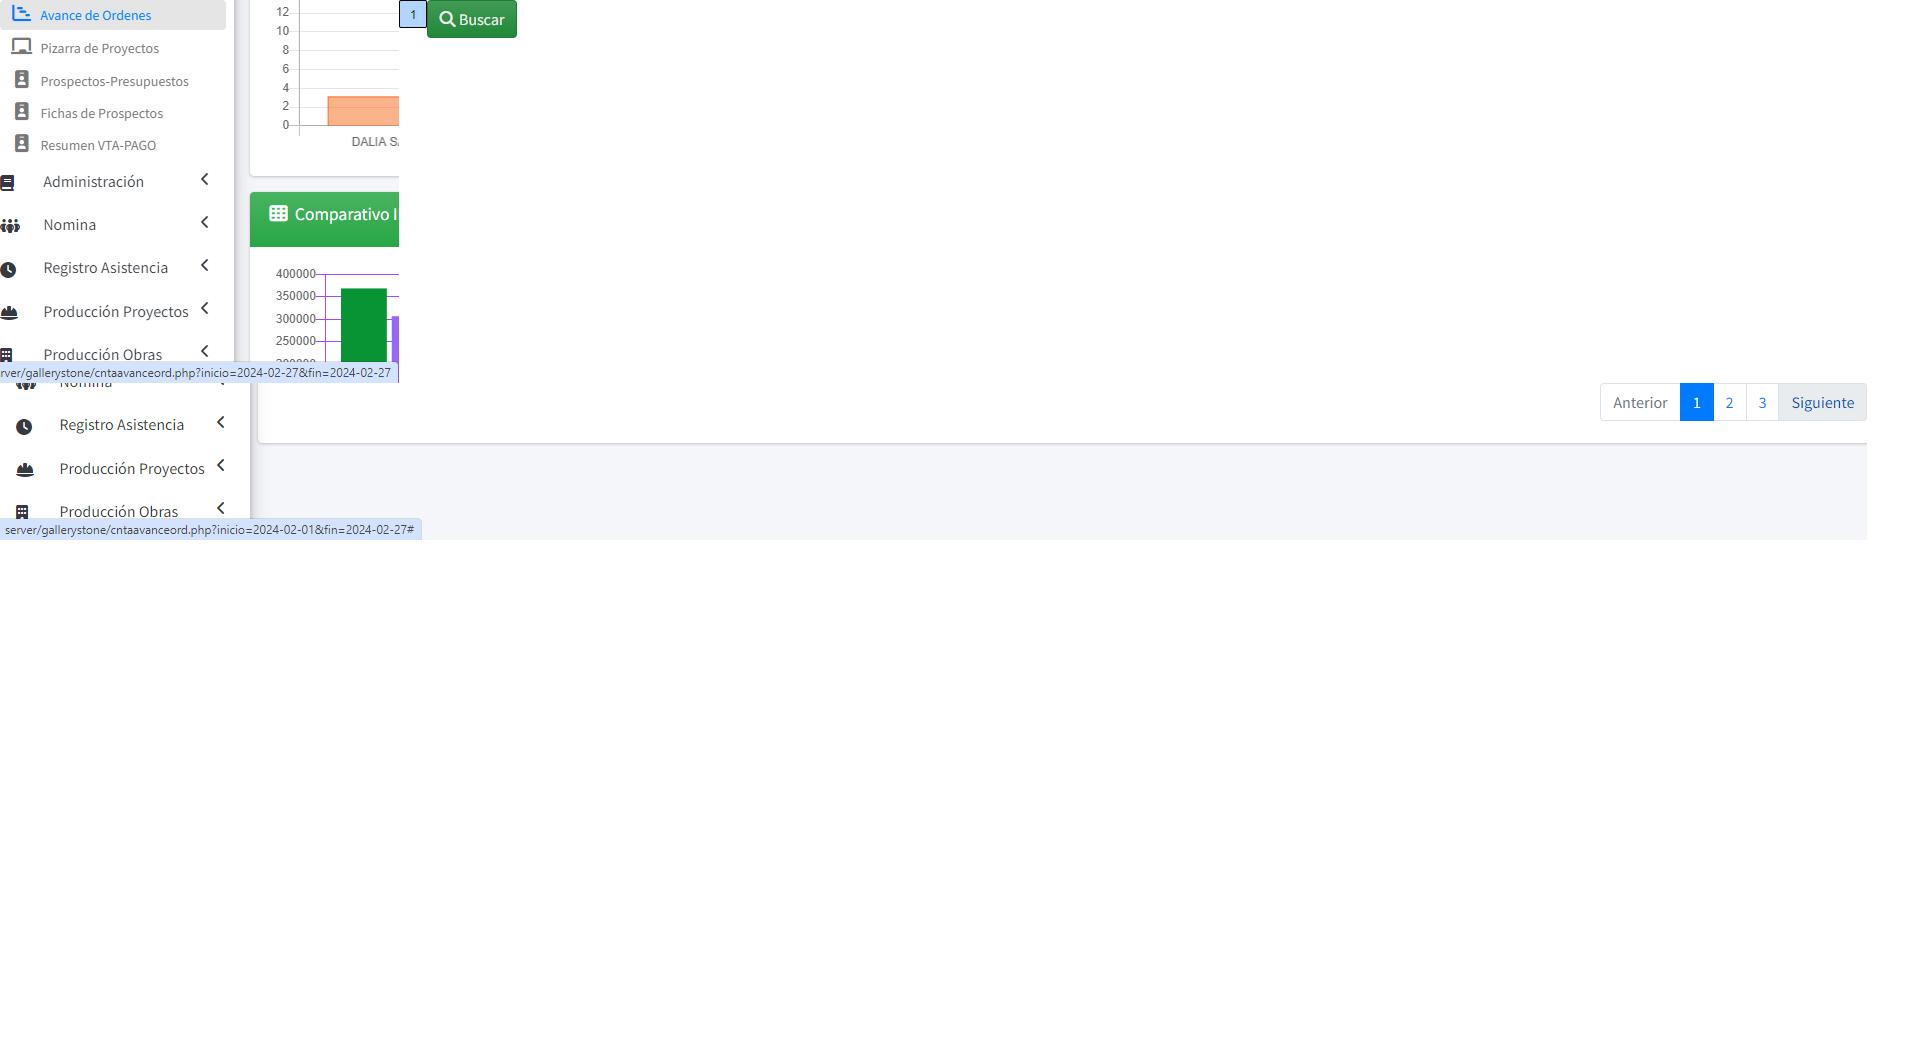 Avance de Ordenes
Pizarra de Proyectos
Prospectos-Presupuestos
Fichas de Prospectos
Resumen VTA-PAGO
Administración
Nomina
Registro Asistencia
Producción Proyectos
Producción Obras
rver/gallerystone/cntaavanceord.php?inicio=2024-02-27&fin=2024-02-27
12
10
8
6
4
2
0
DALIA
1
Buscar
Comparativo
400000
350000
300000
250000
Nomina
Registro Asistencia
Producción Proyectos
Producción Obras
server/gallerystone/cntaavanceord.php?inicio=2024-02-01&fin=2024-02-27#
Anterior 1 2 3 Siguiente